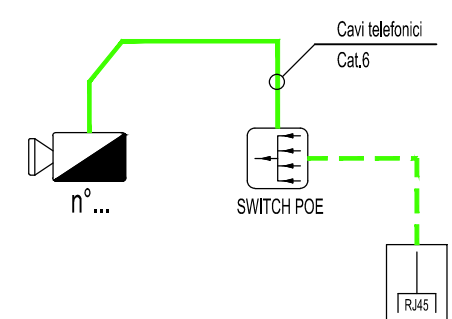 Cavi telefonici
Cat.6
n°...
SWITCH POE
RJ45